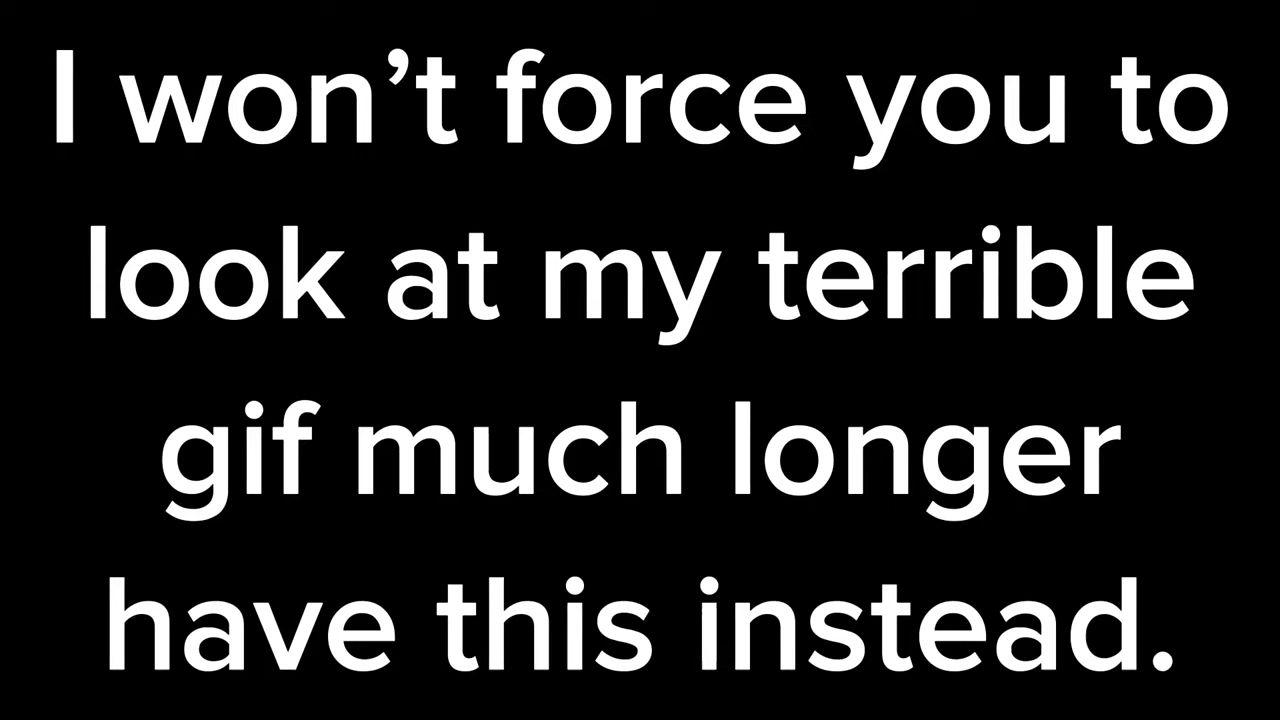 I won’t force you to
look at my terrible
gif much longer
have this instead.